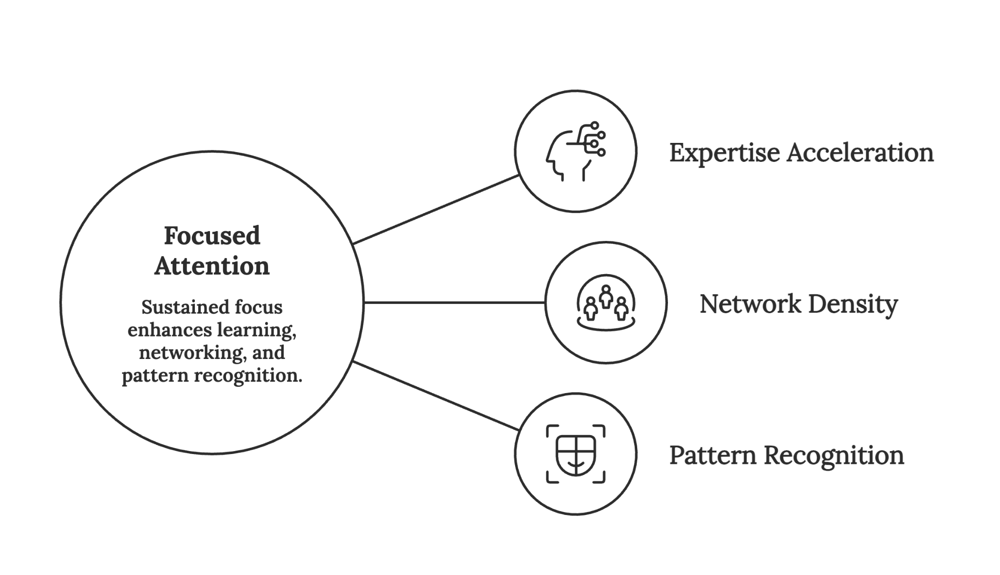 Focused
Attention
Sustained focus
enhances learning,
networking, and
pattern recognition.
Expertise Acceleration
Network Density
Pattern Recognition